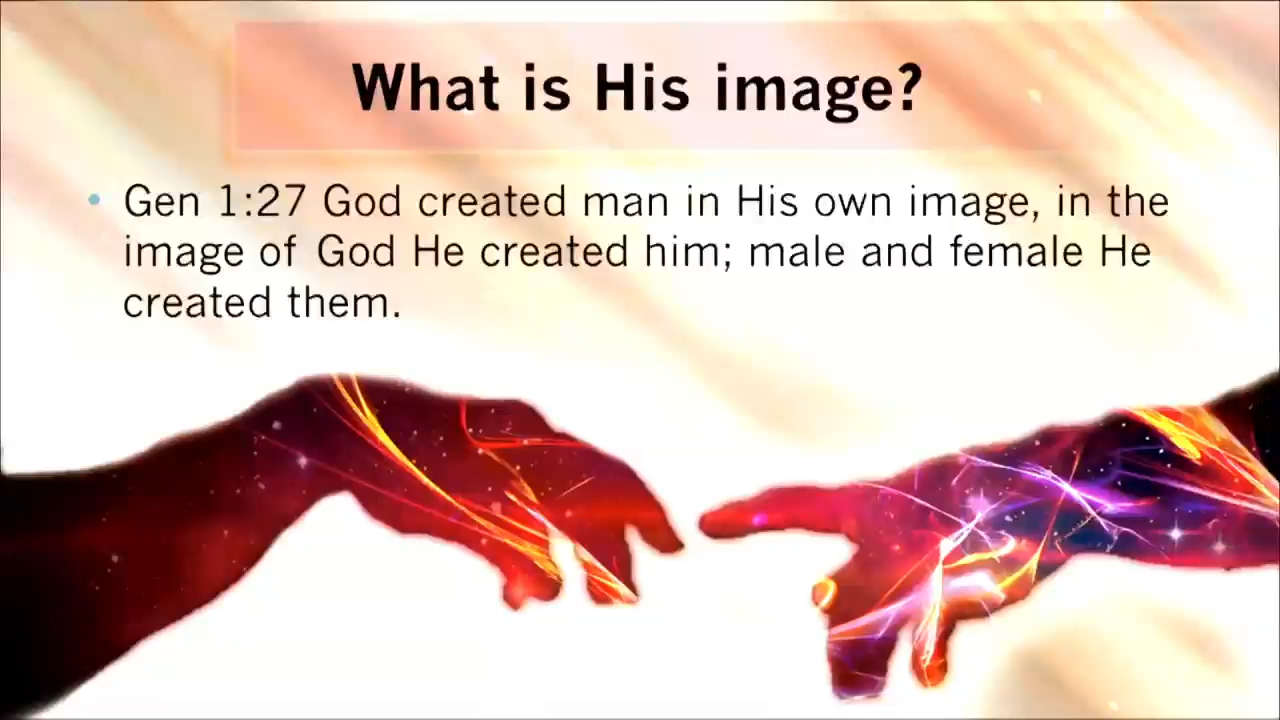 What is His image?
• Gen 1:27 God created man in His own image, in the
image of God He created him; male and female He
created them.